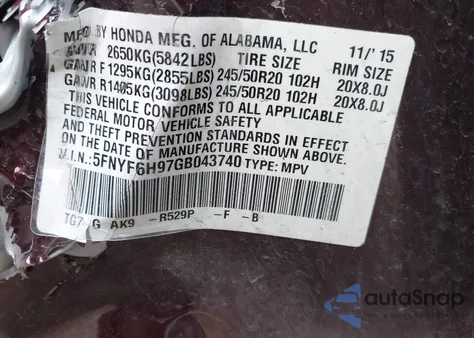 MFD. BY HONDA MFG. OF ALABAMA, LLC 11/'15
GVWR 2650KG(5842LBS) TIRE SIZE RIM SIZE
GAWR F1295KG(2855LBS) 245/50R20 102H 20X8.0J
GAWR R1405KG(3098LBS) 245/50R20 102H 20X8.0J
THIS VEHICLE CONFORMS TO ALL APPLICABLE
FEDERAL MOTOR VEHICLE SAFETY
AND THEFT PREVENTION STANDARDS IN EFFECT
ON THE DATE OF MANUFACTURE SHOWN ABOVE.
V.I.N.:5FNYF6H97GB043740 TYPE: MPV
TG7 G AK9 -R529P -F -B
autoSnap